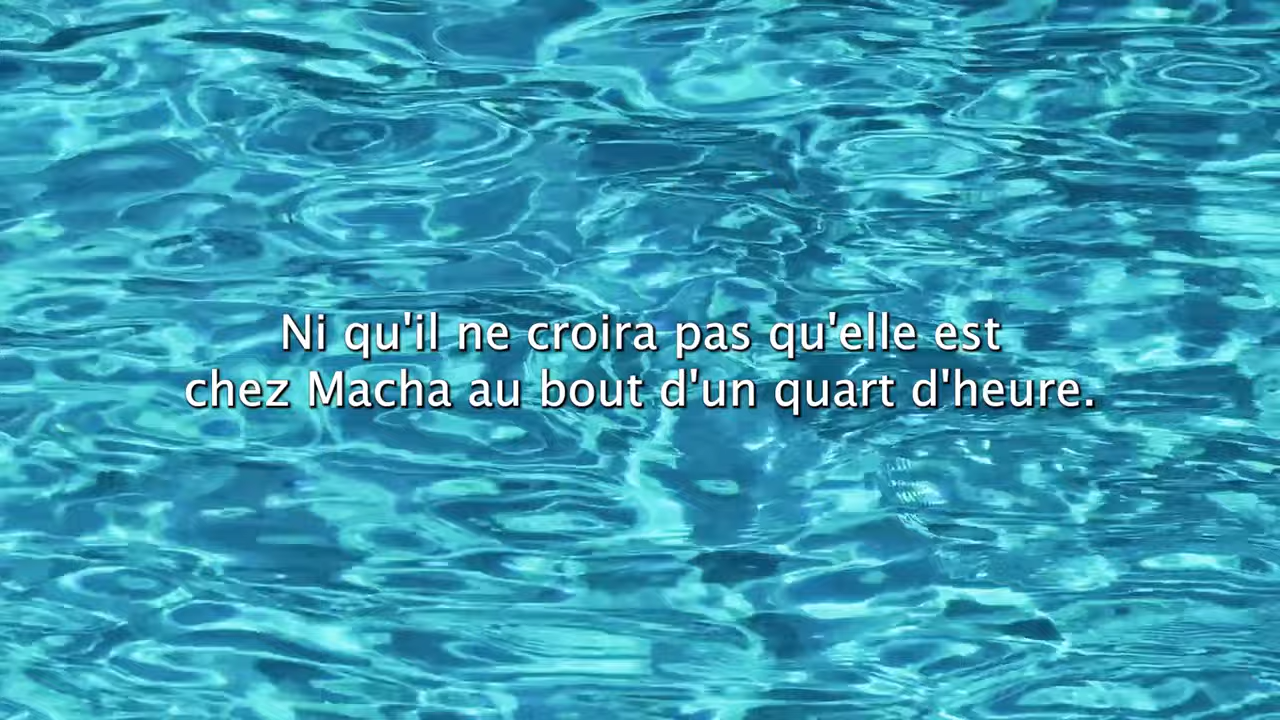 Ni qu'il ne croira pas qu'elle est
chez Macha au bout d'un quart d'heure.